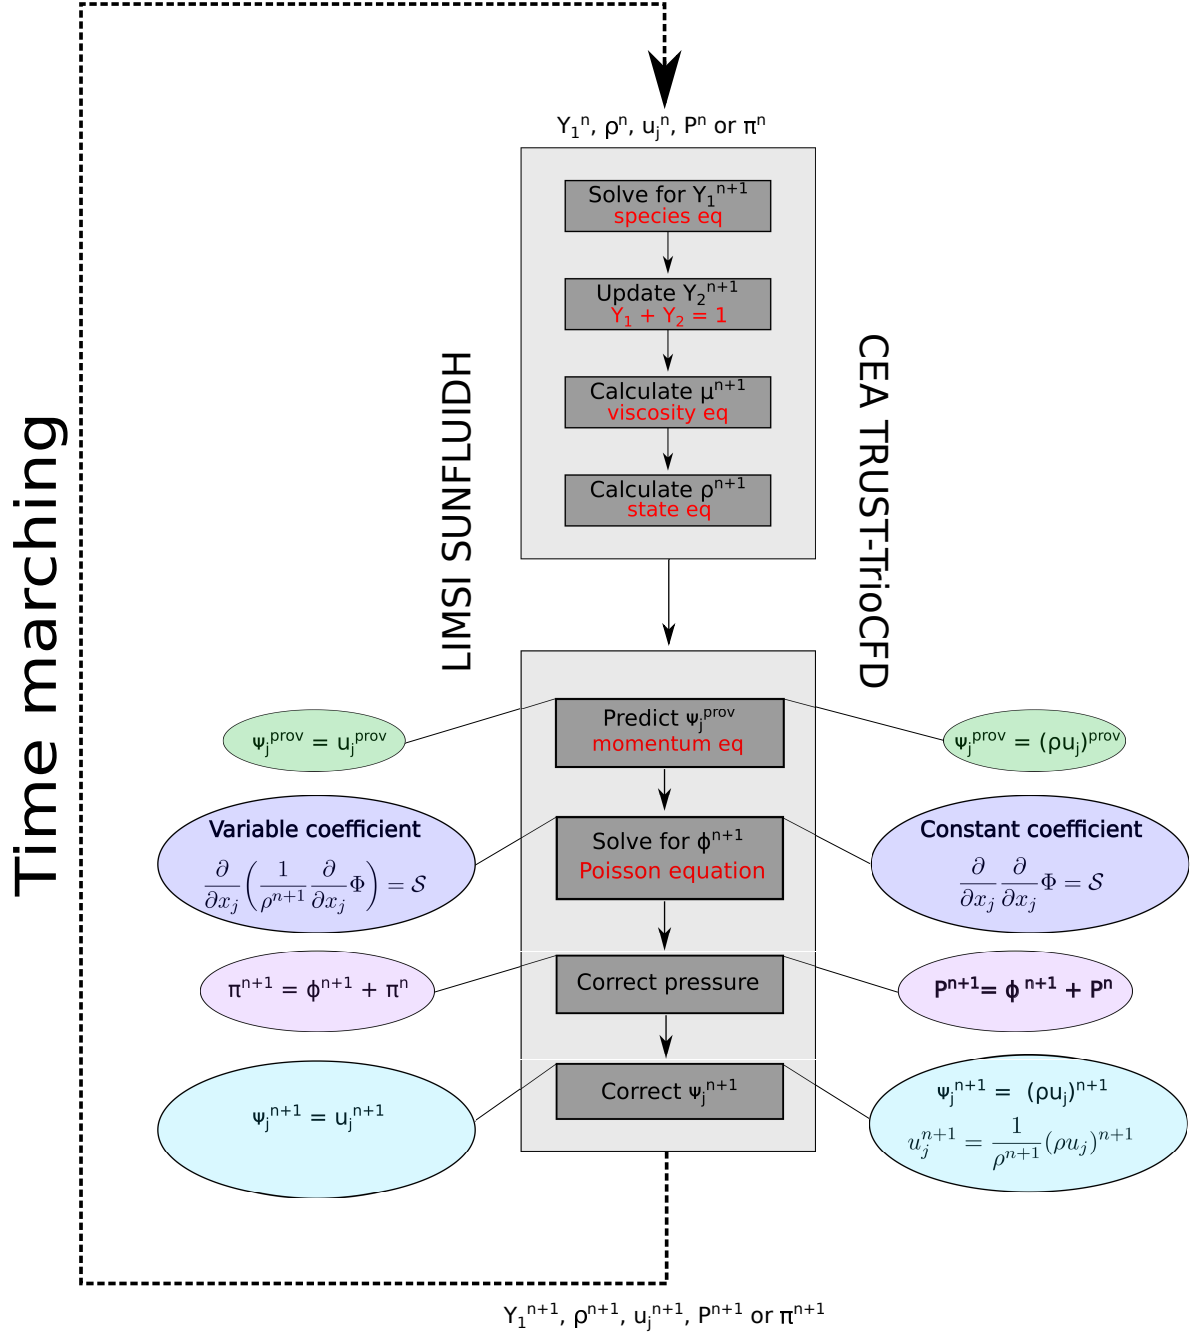 Y₁ⁿ, ρⁿ, uⱼⁿ, Pⁿ or πⁿ
Solve for Y₁ⁿ⁺¹
species eq
Update Y₂ⁿ⁺¹
Y₁ + Y₂ = 1
Calculate μⁿ⁺¹
viscosity eq
Calculate ρⁿ⁺¹
state eq
Time marching
LIMSI SUNFLUIDH
CEA TRUST-TrioCFD
Predict ψⱼᵖʳᵒᵛ
momentum eq
ψⱼᵖʳᵒᵛ = uⱼᵖʳᵒᵛ
ψⱼᵖʳᵒᵛ = (ρuⱼ)ᵖʳᵒᵛ
Solve for ϕⁿ⁺¹
Poisson equation
Variable coefficient
∂/∂xⱼ (1/ρⁿ⁺¹ ∂/∂xⱼ Φ) = 𝒮
Constant coefficient
∂/∂xⱼ ∂/∂xⱼ Φ = 𝒮
Correct pressure
πⁿ⁺¹ = ϕⁿ⁺¹ + πⁿ
Pⁿ⁺¹= ϕ ⁿ⁺¹ + Pⁿ
Correct ψⱼⁿ⁺¹
ψⱼⁿ⁺¹ = uⱼⁿ⁺¹
ψⱼⁿ⁺¹ = (ρuⱼ)ⁿ⁺¹
uⱼⁿ⁺¹ = 1/ρⁿ⁺¹ (ρuⱼ)ⁿ⁺¹
Y₁ⁿ⁺¹, ρⁿ⁺¹, uⱼⁿ⁺¹, Pⁿ⁺¹ or πⁿ⁺¹